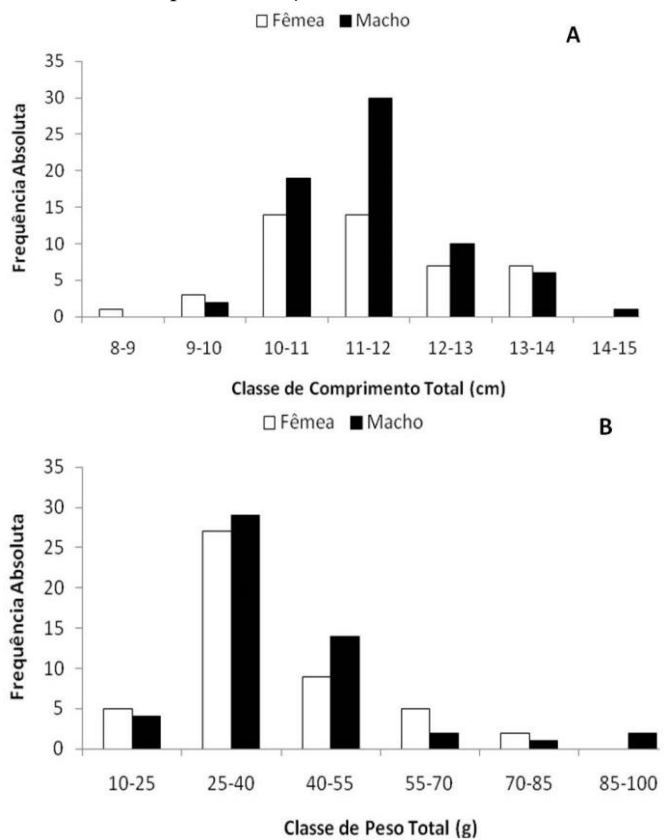 Fêmea Macho
A
Frequência Absoluta
35
30
25
20
15
10
5
0
8-9 9-10 10-11 11-12 12-13 13-14 14-15
Classe de Comprimento Total (cm)
Fêmea Macho
B
Frequência Absoluta
35
30
25
20
15
10
5
0
10-25 25-40 40-55 55-70 70-85 85-100
Classe de Peso Total (g)